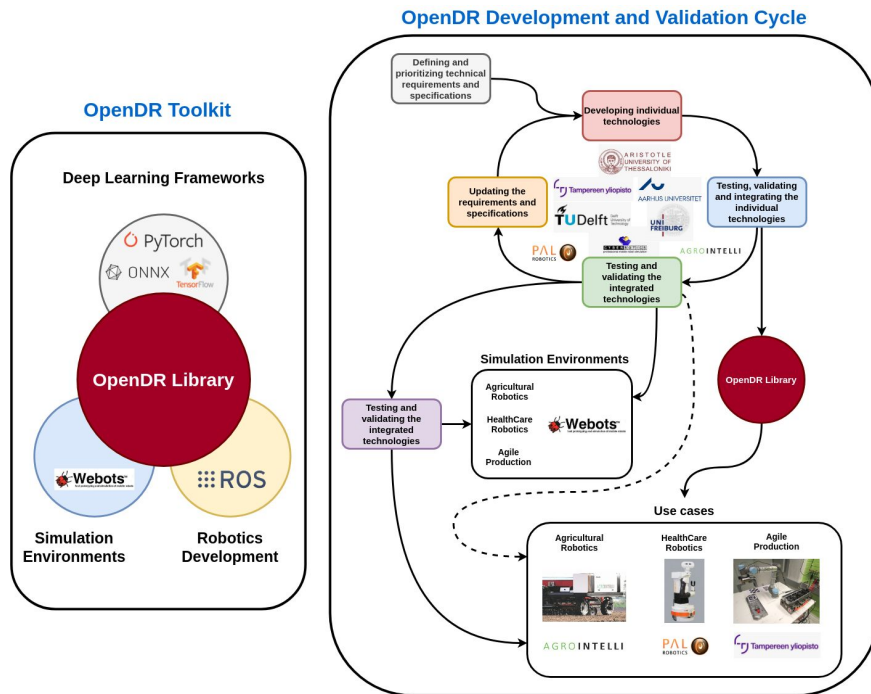 OpenDR Toolkit
Deep Learning Frameworks
PyTorch
ONNX
TensorFlow
OpenDR Library
Webots
ROS
Simulation
Environments
Robotics
Development
OpenDR Development and Validation Cycle
Defining and
prioritizing technical
requirements and
specifications
Developing individual
technologies
ARISTOTLE
UNIVERSITY OF
THESSALONIKI
Updating the
requirements and
specifications
Tampereen yliopisto
AARHUS UNIVERSITET
Testing, validating
and integrating the
individual
technologies
TUDelft
Delft
University of
Technology
UNI
FREIBURG
PAL
ROBOTICS
AGROINTELLI
Testing and
validating the
integrated
technologies
Simulation Environments
Agricultural
Robotics
HealthCare
Robotics
Webots
Agile
Production
Testing and
validating the
integrated
technologies
OpenDR Library
Use cases
Agricultural
Robotics
HealthCare
Robotics
Agile
Production
AGROINTELLI
PAL
ROBOTICS
Tampereen yliopisto